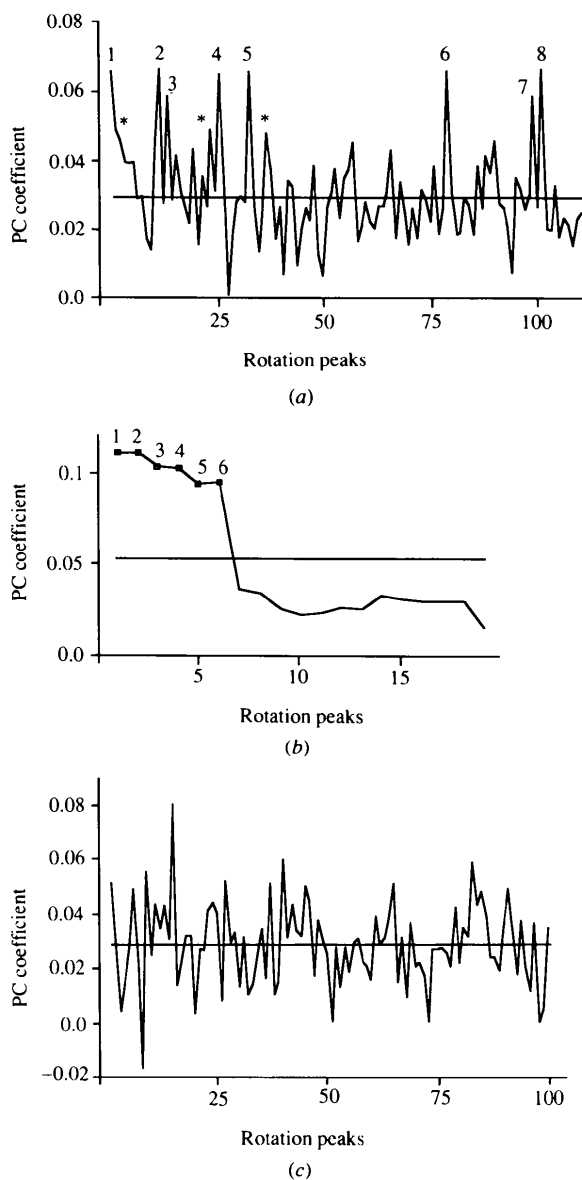 0.08
1 2 4 5 6 8
3 7
* * *
0.06
0.04
0.02
0.0
PC coefficient
25 50 75 100
Rotation peaks
(a)
1 2 3 4 5 6
0.1
0.05
0.0
PC coefficient
5 10 15
Rotation peaks
(b)
0.08
0.06
0.04
0.02
0.0
−0.02
PC coefficient
25 50 75 100
Rotation peaks
(c)